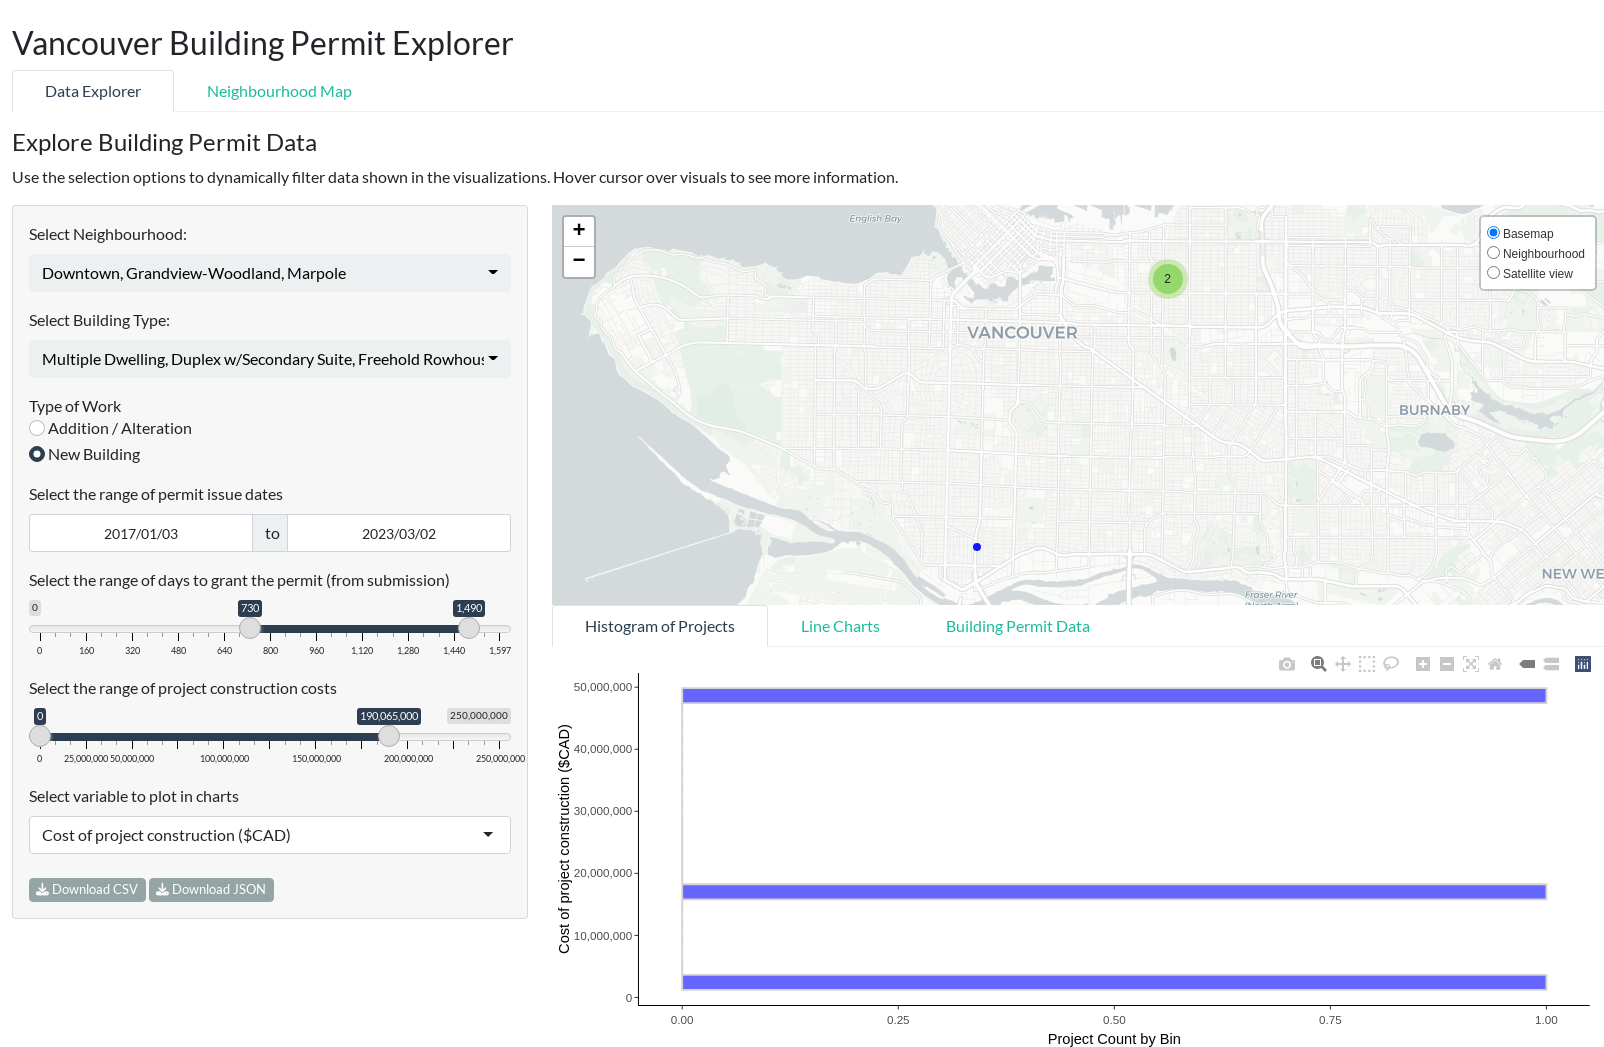 Vancouver Building Permit Explorer
Data Explorer
Neighbourhood Map
Explore Building Permit Data
Use the selection options to dynamically filter data shown in the visualizations. Hover cursor over visuals to see more information.
Select Neighbourhood:
Downtown, Grandview-Woodland, Marpole
Select Building Type:
Multiple Dwelling, Duplex w/Secondary Suite, Freehold Rowhous
Type of Work
Addition / Alteration
New Building
Select the range of permit issue dates
2017/01/03 to 2023/03/02
Select the range of days to grant the permit (from submission)
0 730 1,490
0 160 320 480 640 800 960 1,120 1,280 1,440 1,597
Select the range of project construction costs
0 190,065,000 250,000,000
0 25,000,000 50,000,000 100,000,000 150,000,000 200,000,000 250,000,000
Select variable to plot in charts
Cost of project construction ($CAD)
Download CSV Download JSON
+
−
English Bay
2
VANCOUVER
BURNABY
NEW WE
Fraser River
(North Arm)
Basemap
Neighbourhood
Satellite view
Histogram of Projects
Line Charts
Building Permit Data
Cost of project construction ($CAD)
50,000,000
40,000,000
30,000,000
20,000,000
10,000,000
0
0.00 0.25 0.50 0.75 1.00
Project Count by Bin